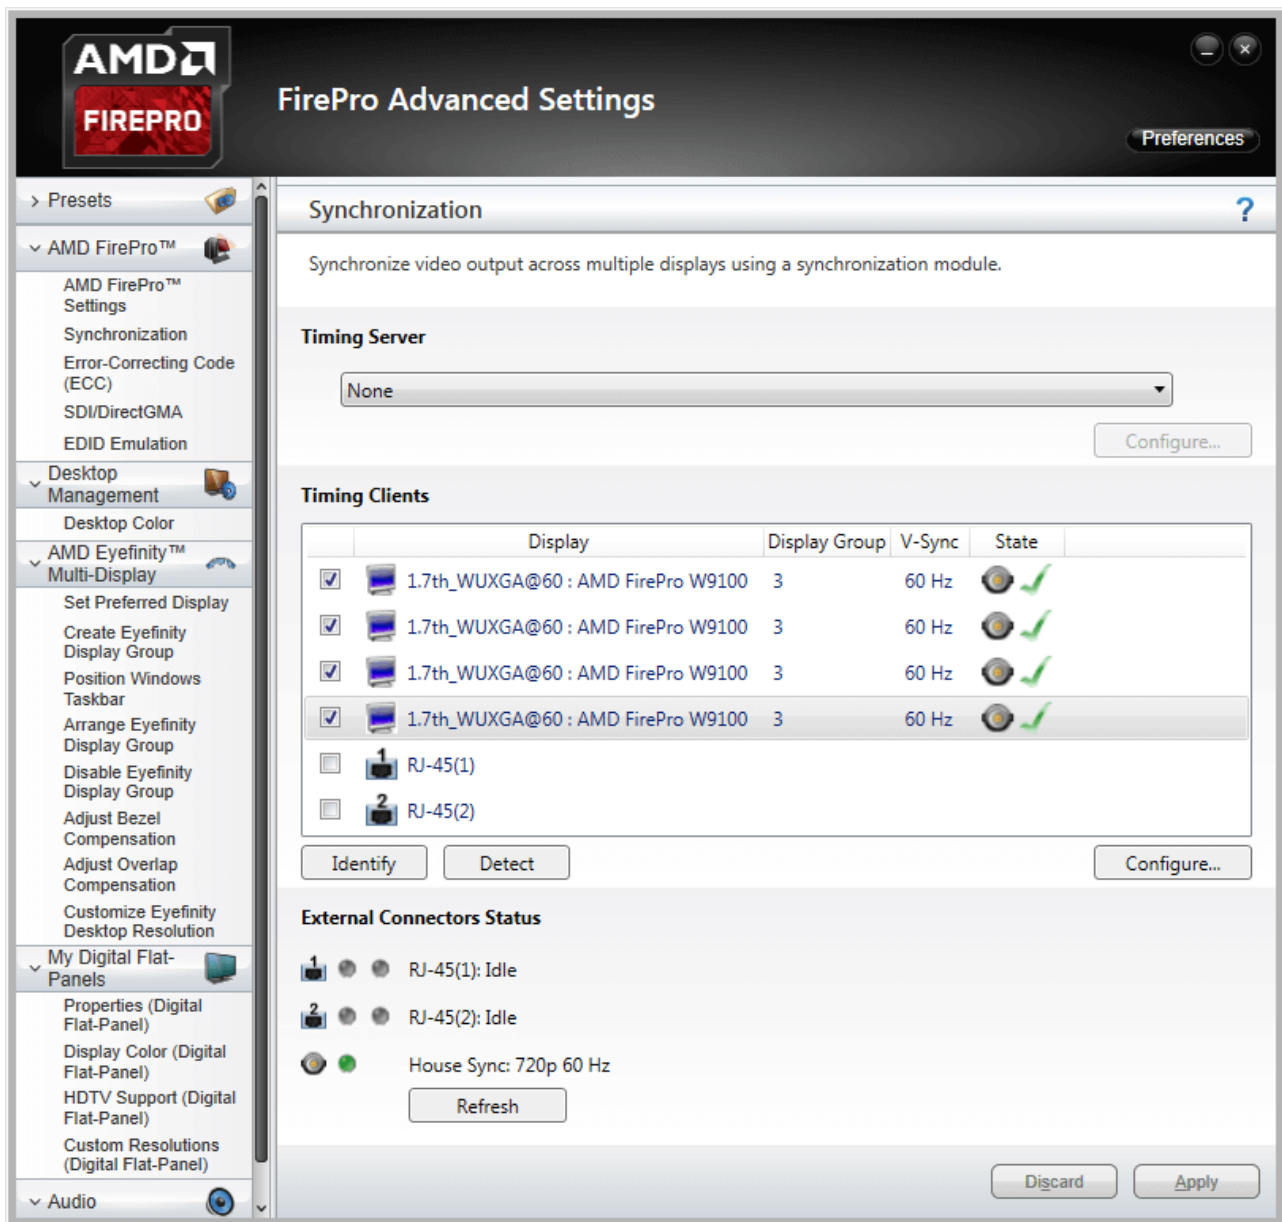 AMD
FIREPRO
FirePro Advanced Settings
Preferences
Presets
AMD FirePro™
AMD FirePro™
Settings
Synchronization
Error-Correcting Code
(ECC)
SDI/DirectGMA
EDID Emulation
Desktop
Management
Desktop Color
AMD Eyefinity™
Multi-Display
Set Preferred Display
Create Eyefinity
Display Group
Position Windows
Taskbar
Arrange Eyefinity
Display Group
Disable Eyefinity
Display Group
Adjust Bezel
Compensation
Adjust Overlap
Compensation
Customize Eyefinity
Desktop Resolution
My Digital Flat-
Panels
Properties (Digital
Flat-Panel)
Display Color (Digital
Flat-Panel)
HDTV Support (Digital
Flat-Panel)
Custom Resolutions
(Digital Flat-Panel)
Audio
Synchronization ?
Synchronize video output across multiple displays using a synchronization module.
Timing Server
None
Configure...
Timing Clients
Display Display Group V-Sync State
1.7th_WUXGA@60 : AMD FirePro W9100 3 60 Hz
1.7th_WUXGA@60 : AMD FirePro W9100 3 60 Hz
1.7th_WUXGA@60 : AMD FirePro W9100 3 60 Hz
1.7th_WUXGA@60 : AMD FirePro W9100 3 60 Hz
1 RJ-45(1)
2 RJ-45(2)
Identify Detect Configure...
External Connectors Status
1 RJ-45(1): Idle
2 RJ-45(2): Idle
House Sync: 720p 60 Hz
Refresh
Discard Apply